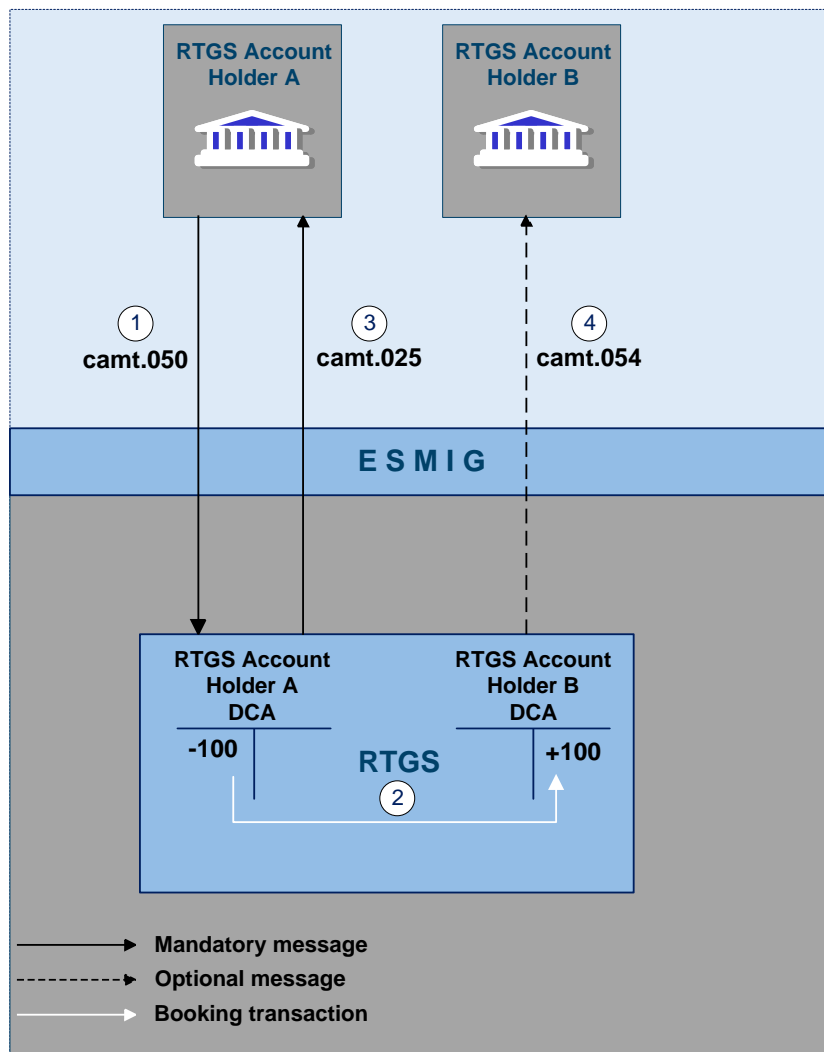 RTGS Account
Holder A
RTGS Account
Holder B
1
camt.050
3
camt.025
4
camt.054
E S M I G
RTGS Account
Holder A
DCA
RTGS Account
Holder B
DCA
-100
+100
RTGS
2
Mandatory message
Optional message
Booking transaction